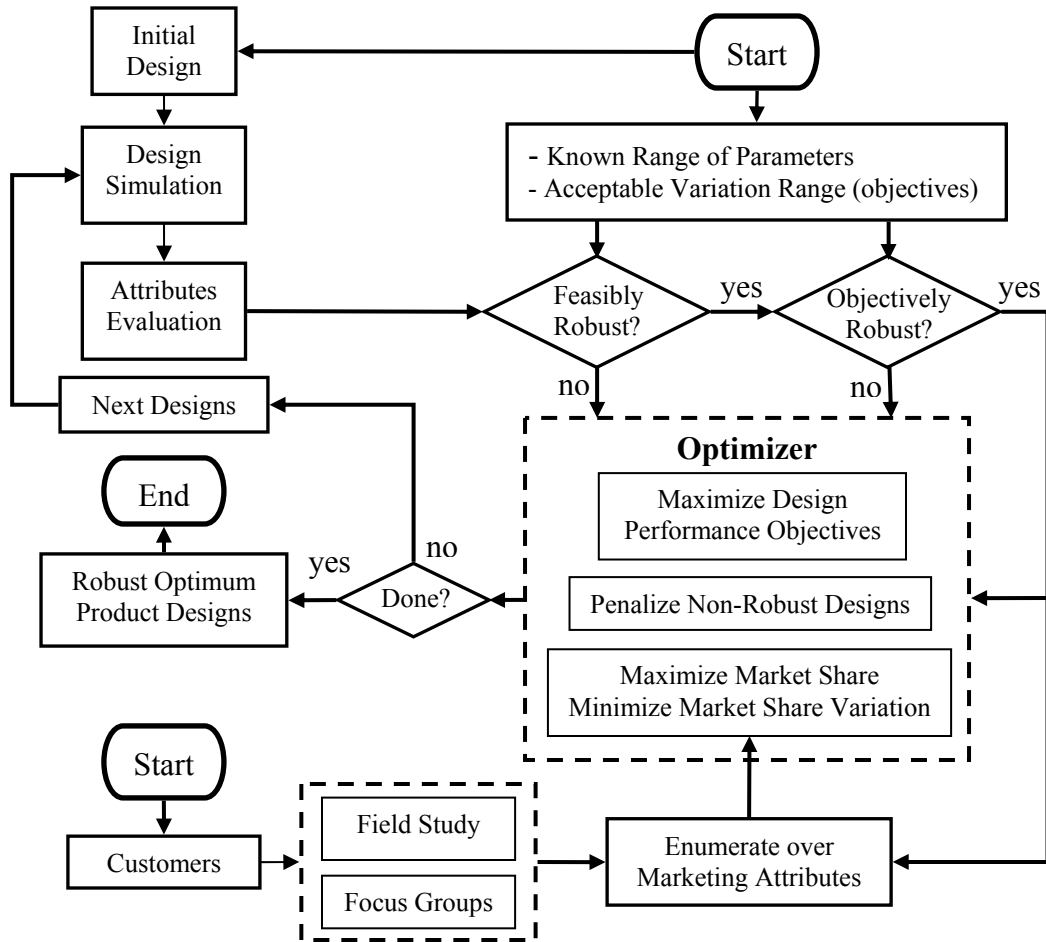 Initial
Design
Start
Design
Simulation
- Known Range of Parameters
- Acceptable Variation Range (objectives)
Attributes
Evaluation
Feasibly
Robust?
yes
Objectively
Robust?
yes
no
no
Next Designs
Optimizer
Maximize Design
Performance Objectives
Penalize Non-Robust Designs
Maximize Market Share
Minimize Market Share Variation
End
no
yes
Done?
Robust Optimum
Product Designs
Start
Customers
Field Study
Focus Groups
Enumerate over
Marketing Attributes